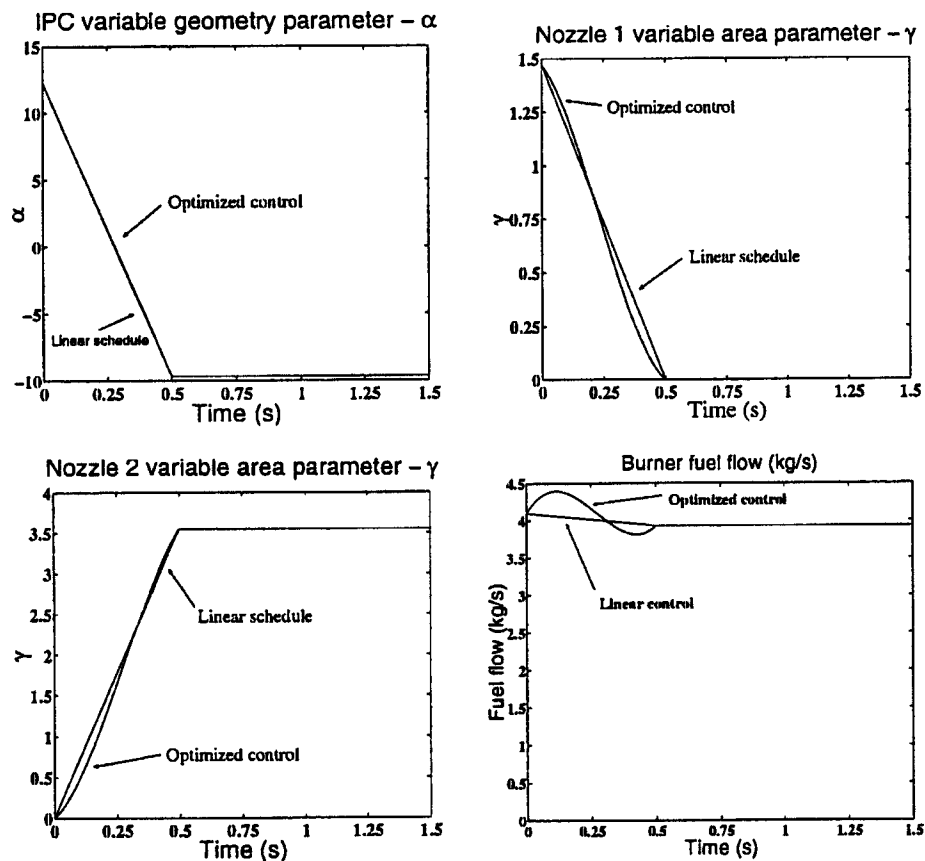 IPC variable geometry parameter – α
15
10
5
0
−5
−10
α
Optimized control
Linear schedule
0 0.25 0.5 0.75 1 1.25 1.5
Time (s)
Nozzle 1 variable area parameter – γ
1.5
1.25
1
0.75
0.5
0.25
0
γ
Optimized control
Linear schedule
0 0.25 0.5 0.75 1 1.25 1.5
Time (s)
Nozzle 2 variable area parameter – γ
4
3.5
3
2.5
2
1.5
1
0.5
0
γ
Linear schedule
Optimized control
0 0.25 0.5 0.75 1 1.25 1.5
Time (s)
Burner fuel flow (kg/s)
4.5
4
3.5
3
2.5
2
1.5
1
0.5
0
Fuel flow (kg/s)
Optimized control
Linear control
0 0.25 0.5 0.75 1 1.25 1.5
Time (s)